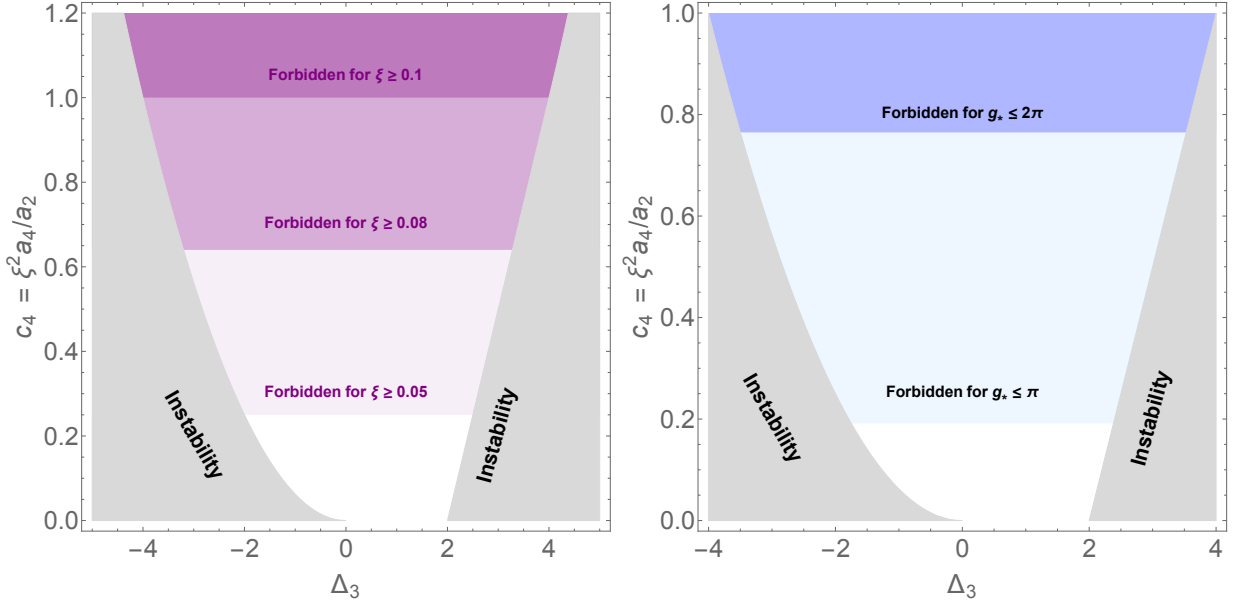 1.2
1.0
0.8
0.6
0.4
0.2
0.0
c₄ = ξ²a₄/a₂
Forbidden for ξ ≥ 0.1
Forbidden for ξ ≥ 0.08
Forbidden for ξ ≥ 0.05
Instability
Instability
−4
−2
0
2
4
Δ₃
1.0
0.8
0.6
0.4
0.2
0.0
c₄ = ξ²a₄/a₂
Forbidden for g⋆ ≤ 2π
Forbidden for g⋆ ≤ π
Instability
Instability
−4
−2
0
2
4
Δ₃